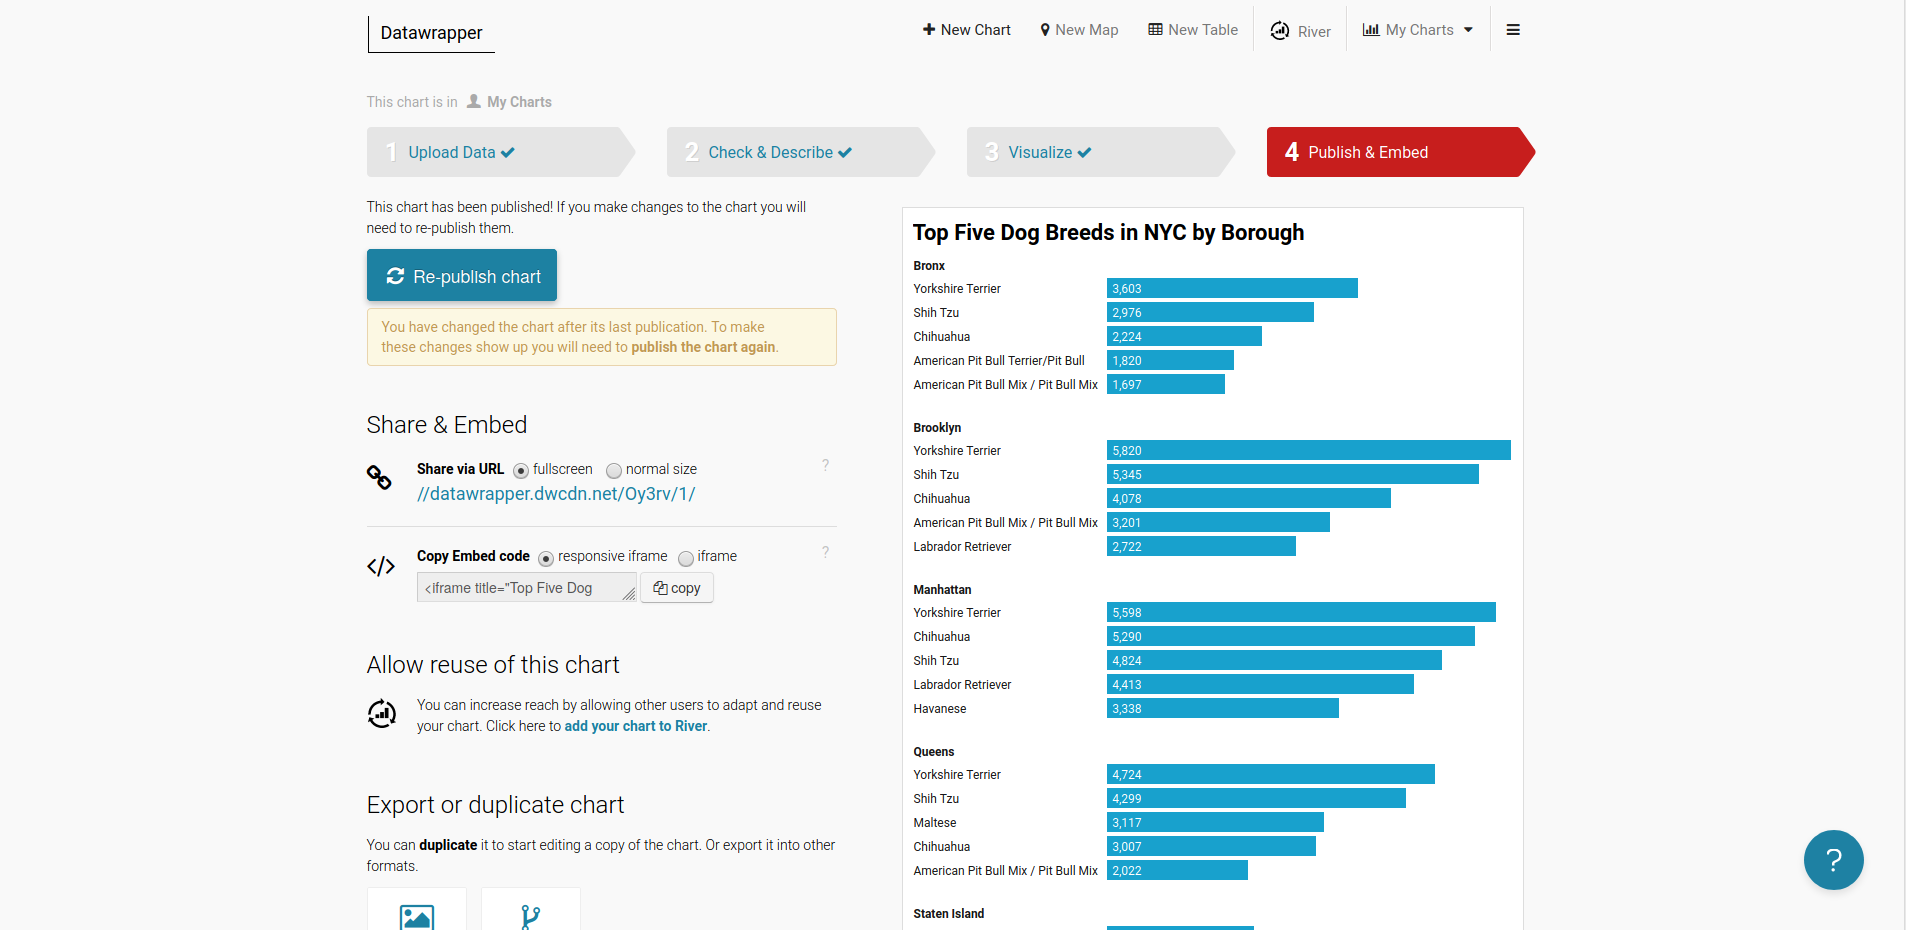 Datawrapper
New Chart
New Map
New Table
River
My Charts
This chart is in My Charts
1 Upload Data
2 Check & Describe
3 Visualize
4 Publish & Embed
This chart has been published! If you make changes to the chart you will
need to re-publish them.
Re-publish chart
You have changed the chart after its last publication. To make
these changes show up you will need to publish the chart again.
Share & Embed
Share via URL fullscreen normal size ?
//datawrapper.dwcdn.net/Oy3rv/1/
Copy Embed code responsive iframe iframe ?
</> <iframe title="Top Five Dog copy
Allow reuse of this chart
You can increase reach by allowing other users to adapt and reuse
your chart. Click here to add your chart to River.
Export or duplicate chart
You can duplicate it to start editing a copy of the chart. Or export it into other
formats.
Top Five Dog Breeds in NYC by Borough
Bronx
Yorkshire Terrier 3,603
Shih Tzu 2,976
Chihuahua 2,224
American Pit Bull Terrier/Pit Bull 1,820
American Pit Bull Mix / Pit Bull Mix 1,697
Brooklyn
Yorkshire Terrier 5,820
Shih Tzu 5,345
Chihuahua 4,078
American Pit Bull Mix / Pit Bull Mix 3,201
Labrador Retriever 2,722
Manhattan
Yorkshire Terrier 5,598
Chihuahua 5,290
Shih Tzu 4,824
Labrador Retriever 4,413
Havanese 3,338
Queens
Yorkshire Terrier 4,724
Shih Tzu 4,299
Maltese 3,117
Chihuahua 3,007
American Pit Bull Mix / Pit Bull Mix 2,022
Staten Island
?